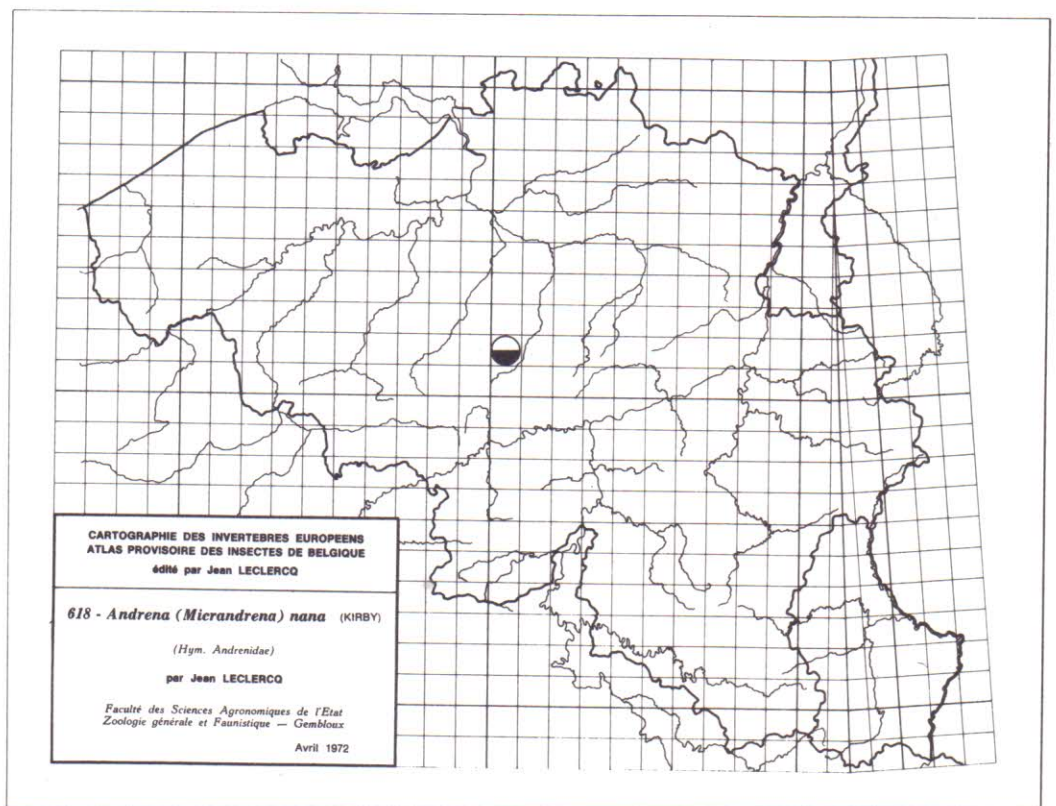 CARTOGRAPHIE DES INVERTEBRES EUROPEENS
ATLAS PROVISOIRE DES INSECTES DE BELGIQUE
édité par Jean LECLERCQ
618 - Andrena (Micrandrena) nana (KIRBY)
(Hym. Andrenidae)
par Jean LECLERCQ
Faculté des Sciences Agronomiques de l'Etat
Zoologie générale et Faunistique — Gembloux
Avril 1972